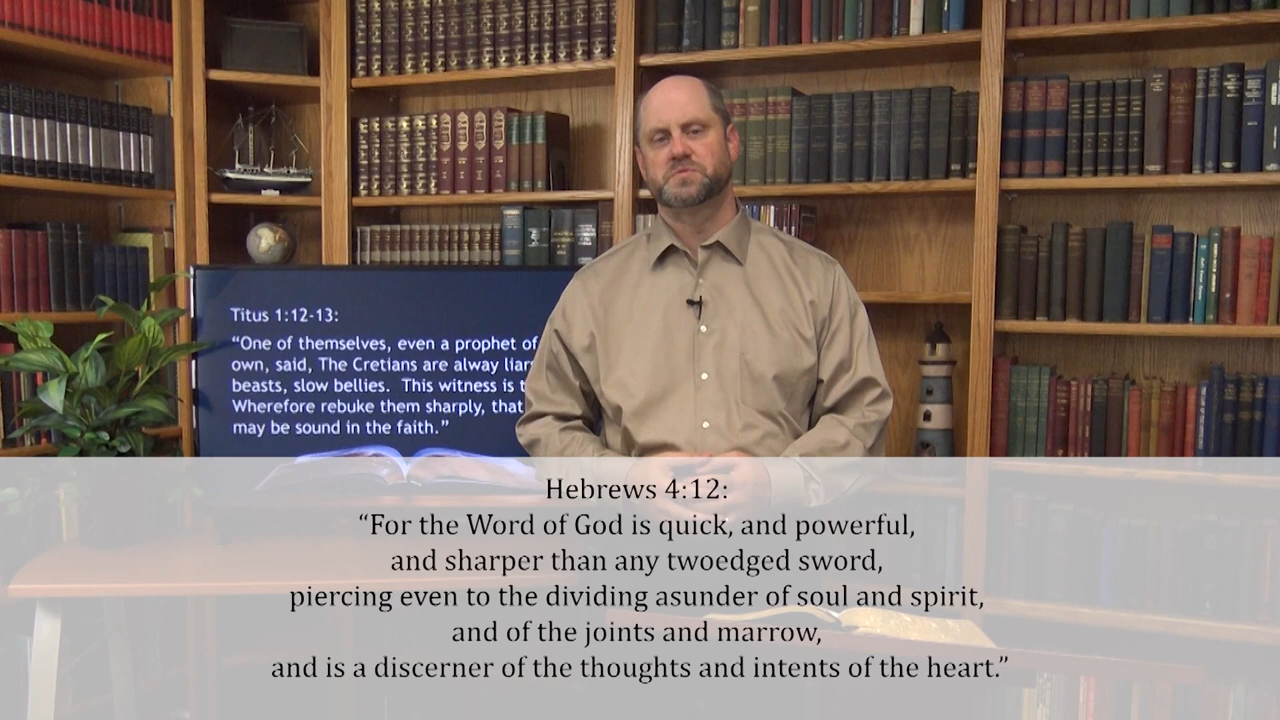 Titus 1:12-13:
“One of themselves, even a prophet of
own, said, The Cretians are alway
beasts, slow bellies. This witness is
Wherefore rebuke them sharply, that
may be sound in the faith.”
Hebrews 4:12:
“For the Word of God is quick, and powerful,
and sharper than any twoedged sword,
piercing even to the dividing asunder of soul and spirit,
and of the joints and marrow,
and is a discerner of the thoughts and intents of the heart.”